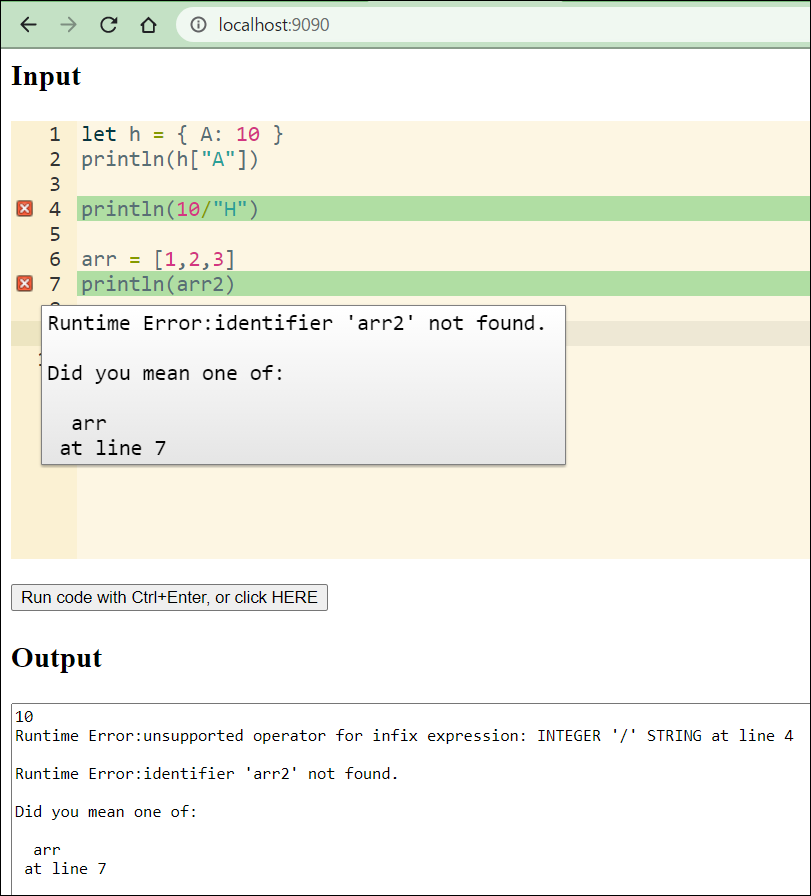 localhost:9090
Input
1 let h = { A: 10 }
2 println(h["A"])
3
4 println(10/"H")
5
6 arr = [1,2,3]
7 println(arr2)
Runtime Error:identifier 'arr2' not found.
Did you mean one of:
arr
at line 7
Run code with Ctrl+Enter, or click HERE
Output
10
Runtime Error:unsupported operator for infix expression: INTEGER '/' STRING at line 4
Runtime Error:identifier 'arr2' not found.
Did you mean one of:
arr
at line 7